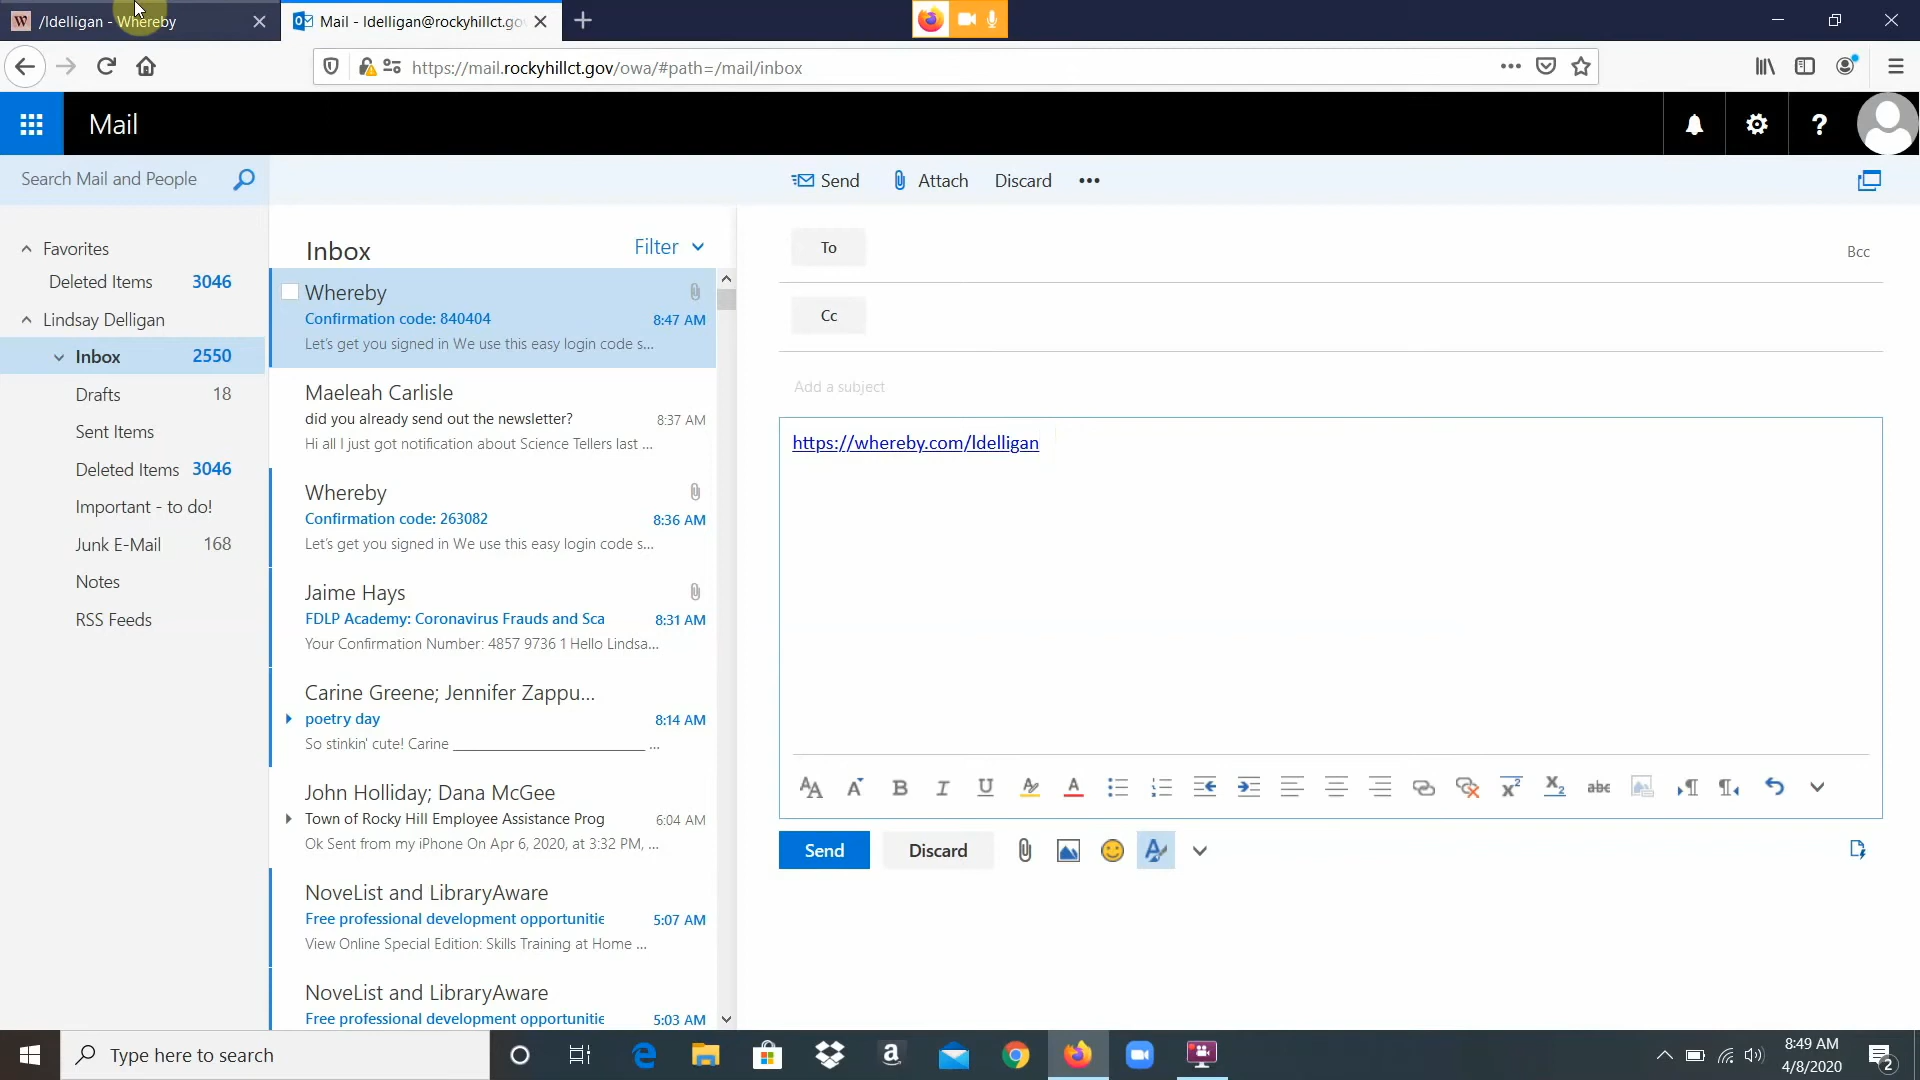 /ldelligan - Whereby
Mail - ldelligan@rockyhillct.go
https://mail.rockyhillct.gov/owa/#path=/mail/inbox
Mail
Search Mail and People
Send
Attach
Discard
Favorites
Deleted Items 3046
Lindsay Delligan
Inbox 2550
Drafts 18
Sent Items
Deleted Items 3046
Important - to do!
Junk E-Mail 168
Notes
RSS Feeds
Inbox
Filter
Whereby
Confirmation code: 840404 8:47 AM
Let's get you signed in We use this easy login code s...
Maeleah Carlisle
did you already send out the newsletter? 8:37 AM
Hi all I just got notification about Science Tellers last ...
Whereby
Confirmation code: 263082 8:36 AM
Let's get you signed in We use this easy login code s...
Jaime Hays
FDLP Academy: Coronavirus Frauds and Sca 8:31 AM
Your Confirmation Number: 4857 9736 1 Hello Lindsa...
Carine Greene; Jennifer Zappu...
poetry day 8:14 AM
So stinkin' cute! Carine ________________________ ...
John Holliday; Dana McGee
Town of Rocky Hill Employee Assistance Prog 6:04 AM
Ok Sent from my iPhone On Apr 6, 2020, at 3:32 PM, ...
NoveList and LibraryAware
Free professional development opportunitie 5:07 AM
View Online Special Edition: Skills Training at Home ...
NoveList and LibraryAware
Free professional development opportunitie 5:03 AM
To
Bcc
Cc
Add a subject
https://whereby.com/ldelligan
Send
Discard
Type here to search
8:49 AM
4/8/2020
2